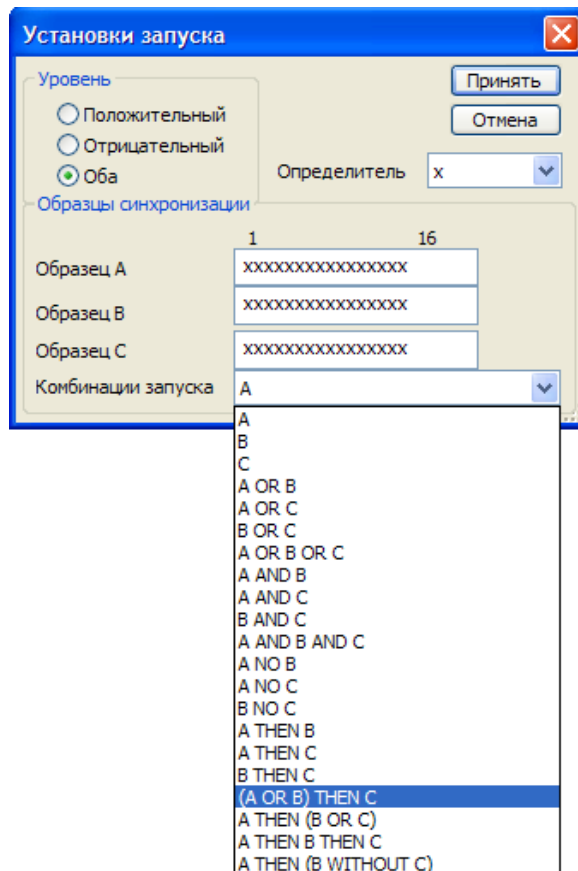 Установки запуска
Уровень
Принять
Положительный
Отмена
Отрицательный
Оба
Определитель x
Образцы синхронизации
1 16
Образец A xxxxxxxxxxxxxxxx
Образец B xxxxxxxxxxxxxxxx
Образец C xxxxxxxxxxxxxxxx
Комбинации запуска A
A
B
C
A OR B
A OR C
B OR C
A OR B OR C
A AND B
A AND C
B AND C
A AND B AND C
A NO B
A NO C
B NO C
A THEN B
A THEN C
B THEN C
(A OR B) THEN C
A THEN (B OR C)
A THEN B THEN C
A THEN (B WITHOUT C)